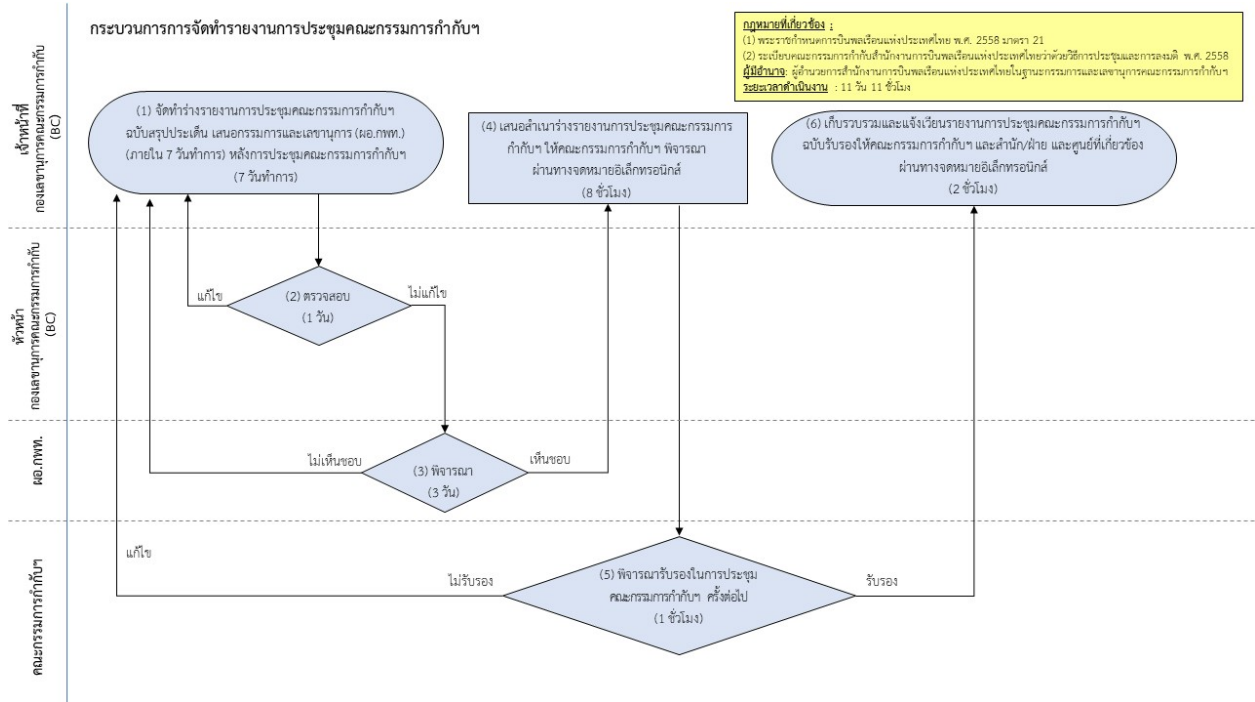 กระบวนการการจัดทำรายงานการประชุมคณะกรรมการกำกับฯ
กฎหมายที่เกี่ยวข้อง :
(1) พระราชกำหนดการบินพลเรือนแห่งประเทศไทย พ.ศ. 2558 มาตรา 21
(2) ระเบียบคณะกรรมการกำกับสำนักงานการบินพลเรือนแห่งประเทศไทยว่าด้วยวิธีการประชุมและการลงมติ พ.ศ. 2558
ผู้มีอำนาจ: ผู้อำนวยการสำนักงานการบินพลเรือนแห่งประเทศไทยในฐานะกรรมการและเลขานุการคณะกรรมการกำกับฯ
ระยะเวลาดำเนินงาน : 11 วัน 11 ชั่วโมง
เจ้าหน้าที่
กองเลขานุการคณะกรรมการกำกับ
(BC)
(1) จัดทำร่างรายงานการประชุมคณะกรรมการกำกับฯ
ฉบับสรุปประเด็น เสนอกรรมการและเลขานุการ (ผอ.กพท.)
(ภายใน 7 วันทำการ) หลังการประชุมคณะกรรมการกำกับฯ
(7 วันทำการ)
(4) เสนอสำเนาร่างรายงานการประชุมคณะกรรมการ
กำกับฯ ให้คณะกรรมการกำกับฯ พิจารณา
ผ่านทางจดหมายอิเล็กทรอนิกส์
(8 ชั่วโมง)
(6) เก็บรวบรวมและแจ้งเวียนรายงานการประชุมคณะกรรมการกำกับฯ
ฉบับรับรองให้คณะกรรมการกำกับฯ และสำนัก/ฝ่าย และศูนย์ที่เกี่ยวข้อง
ผ่านทางจดหมายอิเล็กทรอนิกส์
(2 ชั่วโมง)
หัวหน้า
กองเลขานุการคณะกรรมการกำกับ
(BC)
แก้ไข
(2) ตรวจสอบ
(1 วัน)
ไม่แก้ไข
ผอ.กพท.
ไม่เห็นชอบ
(3) พิจารณา
(3 วัน)
เห็นชอบ
คณะกรรมการกำกับฯ
แก้ไข
ไม่รับรอง
(5) พิจารณารับรองในการประชุม
คณะกรรมการกำกับฯ ครั้งต่อไป
(1 ชั่วโมง)
รับรอง